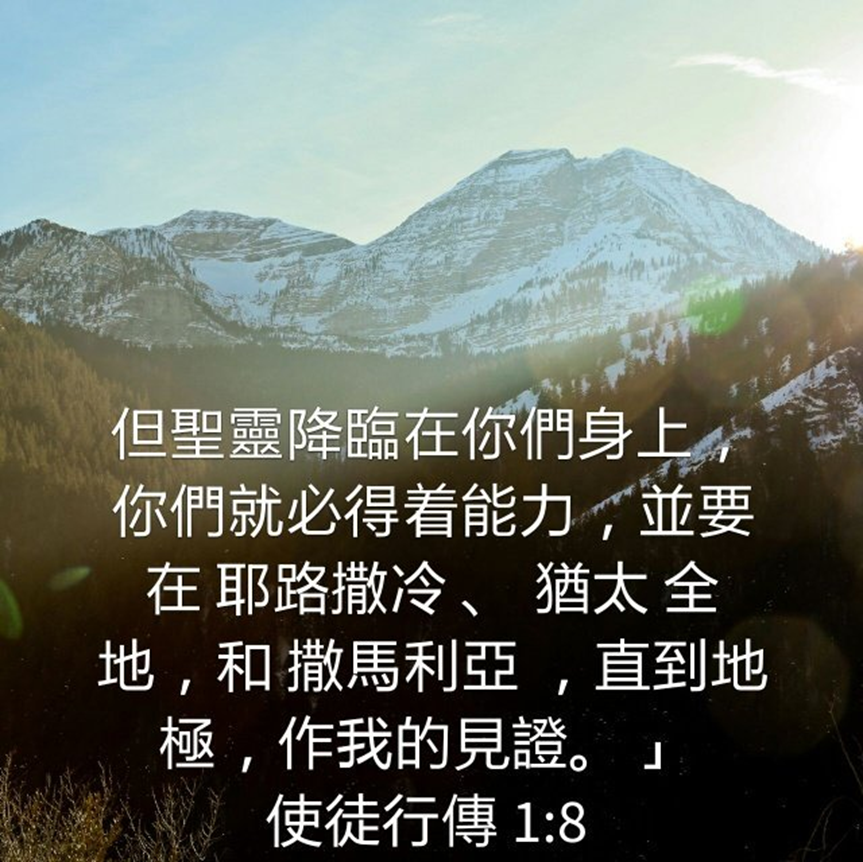 但聖靈降臨在你們身上，
你們就必得着能力，並要
在 耶路撒冷 、 猶太 全
地，和 撒馬利亞 ，直到地
極，作我的見證。 」
使徒行傳 1:8